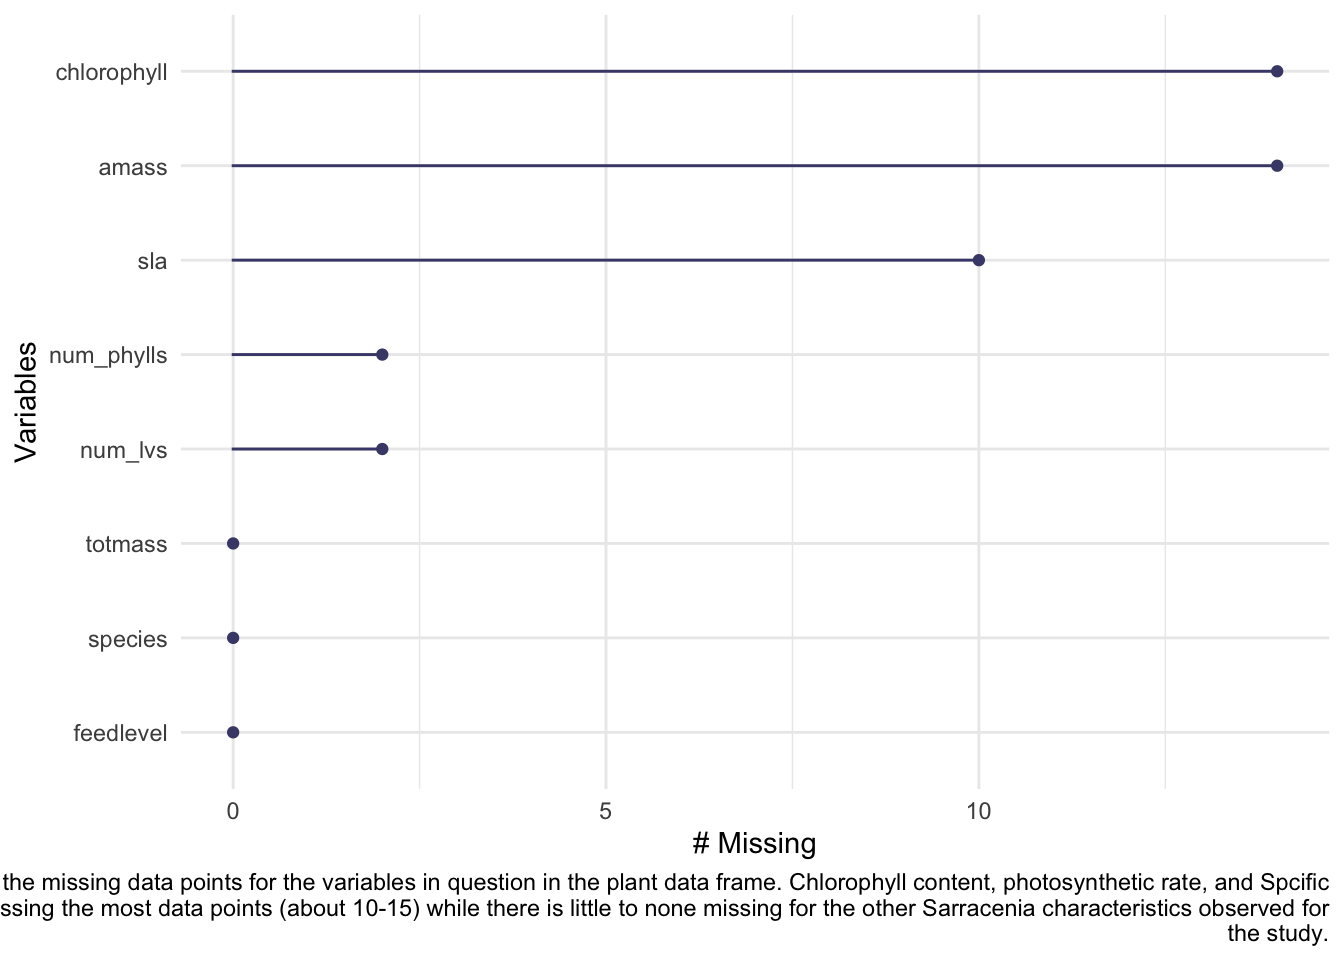 chlorophyll
amass
sla
num_phylls
num_lvs
totmass
species
feedlevel
Variables
0 5 10
# Missing
the missing data points for the variables in question in the plant data frame. Chlorophyll content, photosynthetic rate, and Spcific
ssing the most data points (about 10-15) while there is little to none missing for the other Sarracenia characteristics observed for
the study.